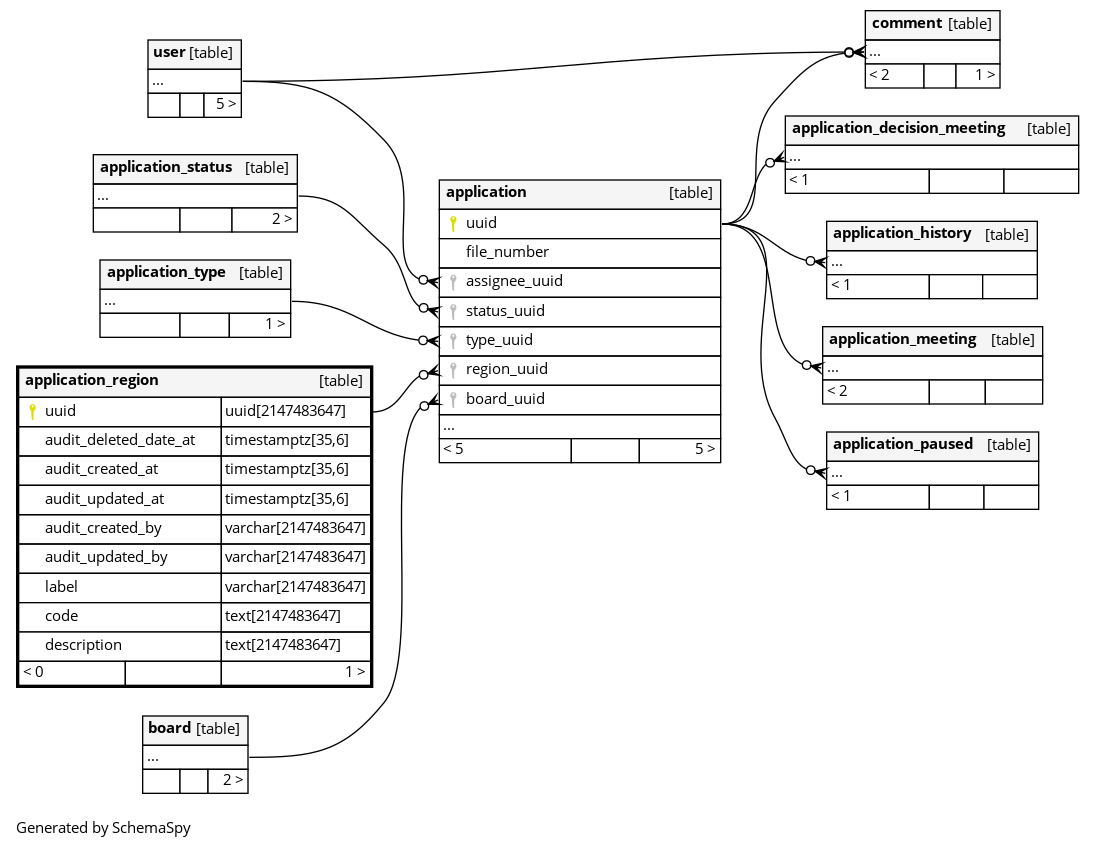 user [table]
...
5 >
application_status [table]
...
2 >
application_type [table]
...
1 >
application_region [table]
uuid uuid[2147483647]
audit_deleted_date_at timestamptz[35,6]
audit_created_at timestamptz[35,6]
audit_updated_at timestamptz[35,6]
audit_created_by varchar[2147483647]
audit_updated_by varchar[2147483647]
label varchar[2147483647]
code text[2147483647]
description text[2147483647]
< 0 1 >
board [table]
...
2 >
application [table]
uuid
file_number
assignee_uuid
status_uuid
type_uuid
region_uuid
board_uuid
...
< 5 5 >
comment [table]
...
< 2 1 >
application_decision_meeting [table]
...
< 1
application_history [table]
...
< 1
application_meeting [table]
...
< 2
application_paused [table]
...
< 1
Generated by SchemaSpy